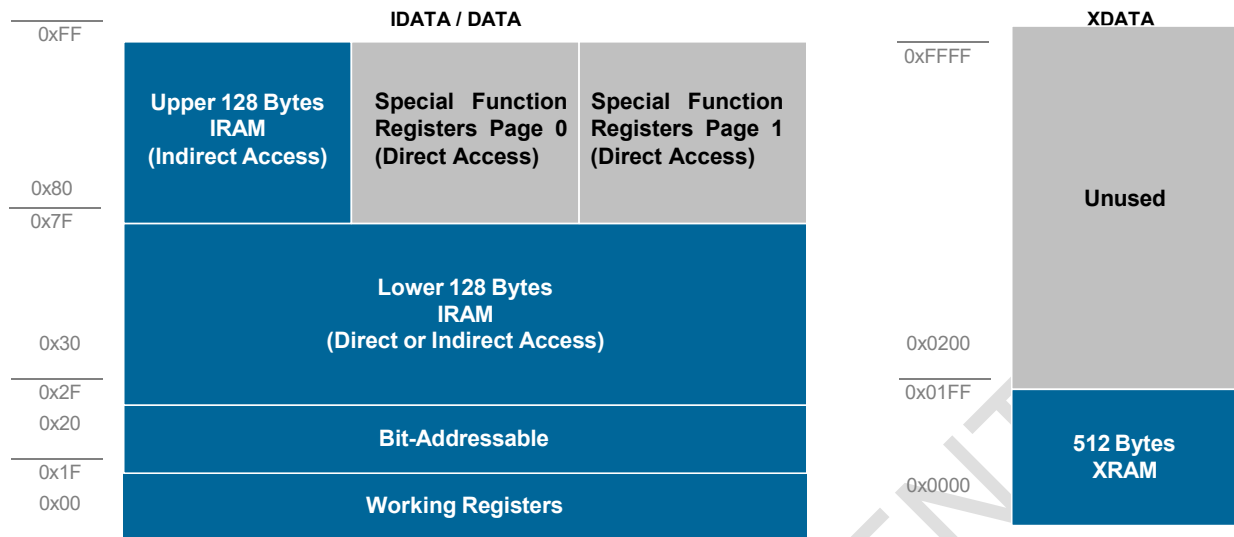 IDATA / DATA
0xFF
Upper 128 Bytes
IRAM
(Indirect Access)
Special Function
Registers Page 0
(Direct Access)
Special Function
Registers Page 1
(Direct Access)
0x80
0x7F
Lower 128 Bytes
IRAM
(Direct or Indirect Access)
0x30
0x2F
0x20
Bit-Addressable
0x1F
0x00
Working Registers
XDATA
0xFFFF
Unused
0x0200
0x01FF
512 Bytes
XRAM
0x0000